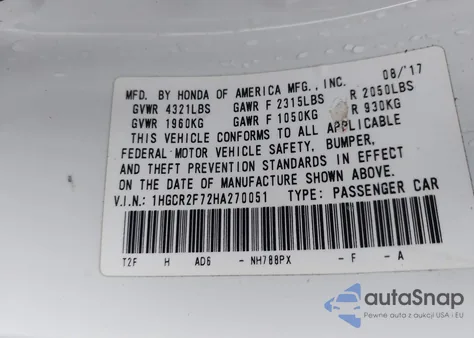 08/'17
MFD. BY HONDA OF AMERICA MFG., INC.
GVWR 4321LBS GAWR F 2315LBS R 2050LBS
GVWR 1960KG GAWR F 1050KG R 930KG
THIS VEHICLE CONFORMS TO ALL APPLICABLE
FEDERAL MOTOR VEHICLE SAFETY, BUMPER,
AND THEFT PREVENTION STANDARDS IN EFFECT
ON THE DATE OF MANUFACTURE SHOWN ABOVE.
V.I.N.: 1HGCR2F72HA270051 TYPE: PASSENGER CAR
T2F H AD6 - NH788PX - F - A
autoSnap
Pewne auta z aukcji USA i EU